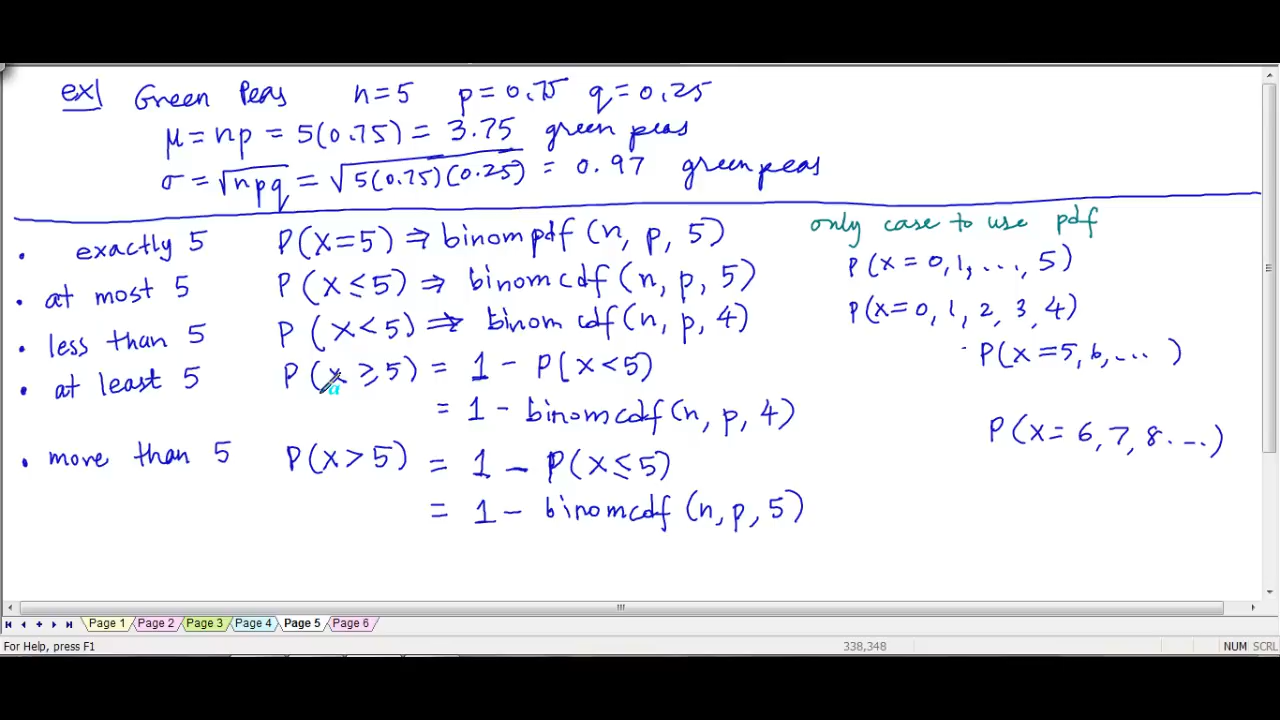 ex1 Green Peas n=5 p=0.75 q=0.25
μ = np = 5(0.75) = 3.75 green peas
σ = √npq = √5(0.75)(0.25) = 0.97 green peas
only case to use pdf
• exactly 5 P(X=5) ⇒ binompdf(n, p, 5)
P(X=0,1,...,5)
• at most 5 P(X≤5) ⇒ binomcdf(n, p, 5)
P(X=0,1,2,3,4)
• less than 5 P(X<5) ⇒ binomcdf(n, p, 4)
P(X=5,6,...)
• at least 5 P(X≥5) = 1 - P(X<5)
= 1 - binomcdf(n, p, 4)
P(X=6,7,8...)
• more than 5 P(X>5) = 1 - P(X≤5)
= 1 - binomcdf(n, p, 5)
Page 1 Page 2 Page 3 Page 4 Page 5 Page 6
For Help, press F1 338,348 NUM SCRL